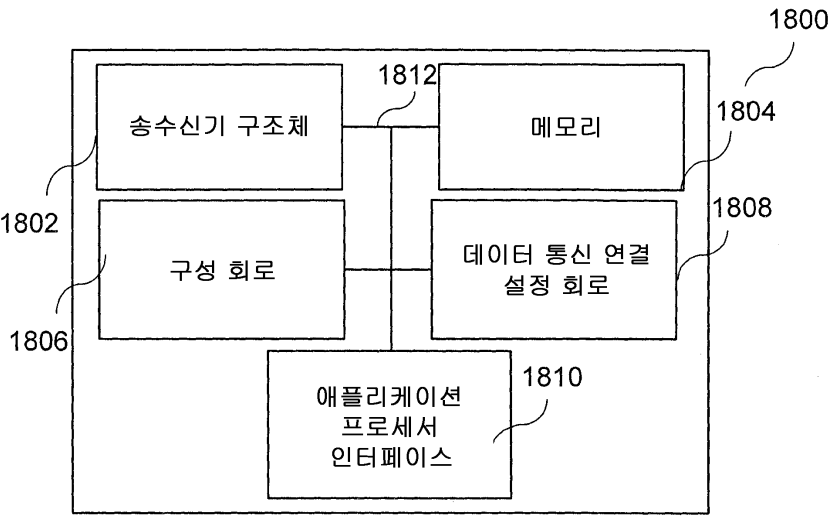 1800
1812
송수신기 구조체
메모리
1804
1802
1808
구성 회로
데이터 통신 연결
설정 회로
1806
1810
애플리케이션
프로세서
인터페이스